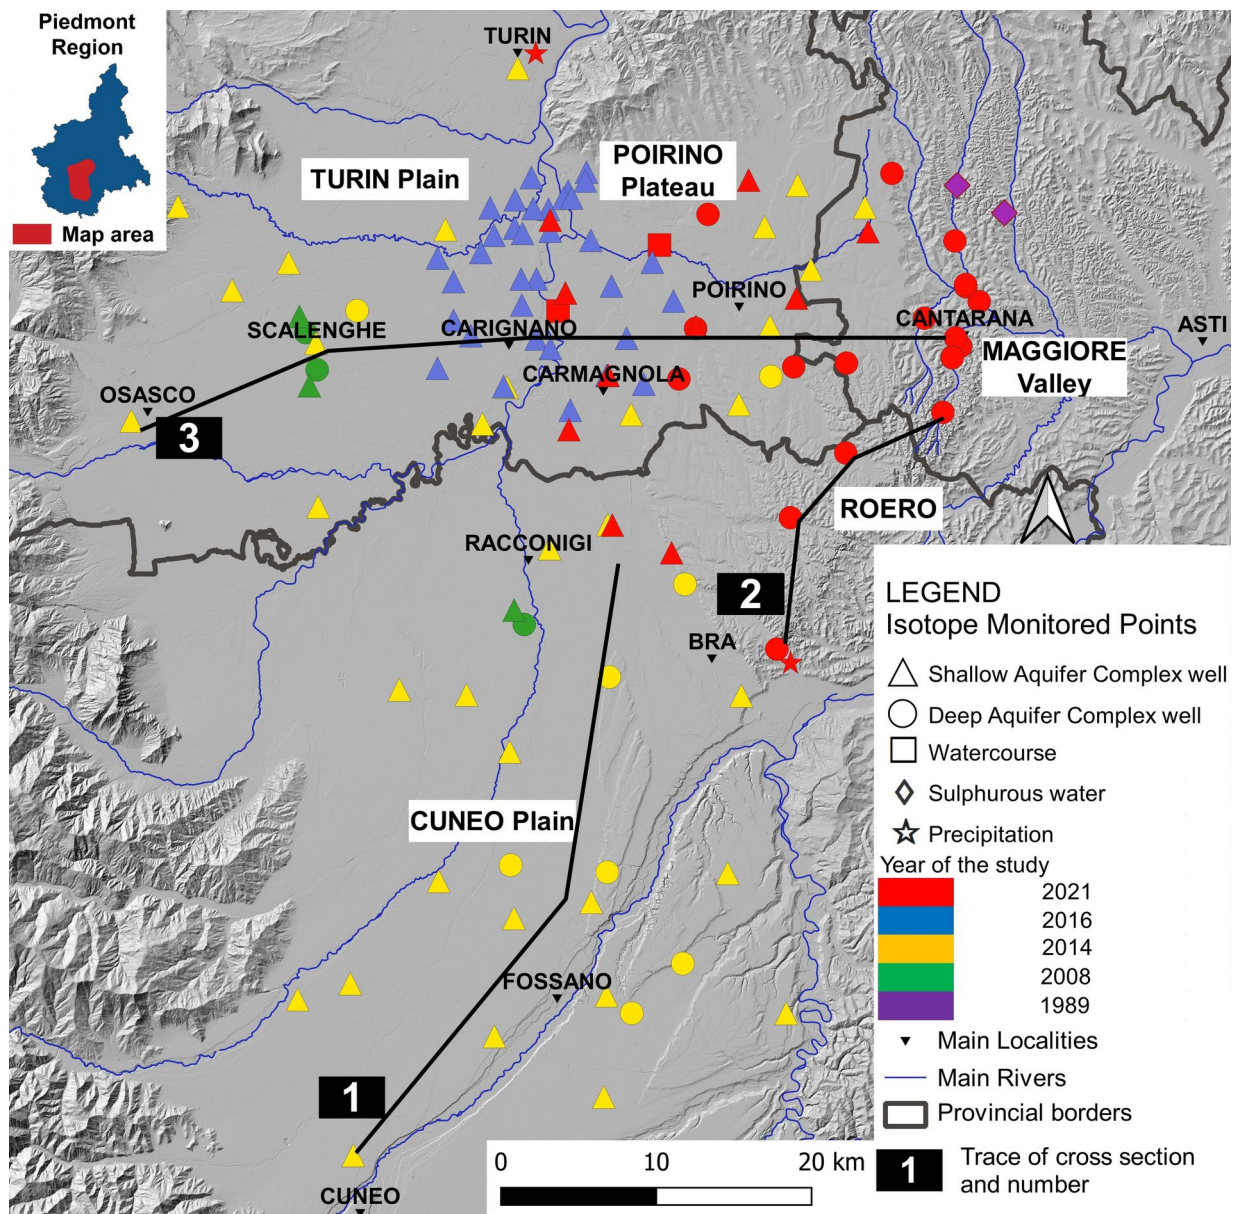 Piedmont
Region
Map area
TURIN
TURIN Plain
POIRINO
Plateau
POIRINO
SCALENGHE
CARIGNANO
CANTARANA
ASTI
MAGGIORE
Valley
CARMAGNOLA
OSASCO
3
ROERO
RACCONIGI
2
BRA
CUNEO Plain
FOSSANO
1
CUNEO
0
10
20 km
LEGEND
Isotope Monitored Points
Shallow Aquifer Complex well
Deep Aquifer Complex well
Watercourse
Sulphurous water
Precipitation
Year of the study
2021
2016
2014
2008
1989
Main Localities
Main Rivers
Provincial borders
1
Trace of cross section
and number